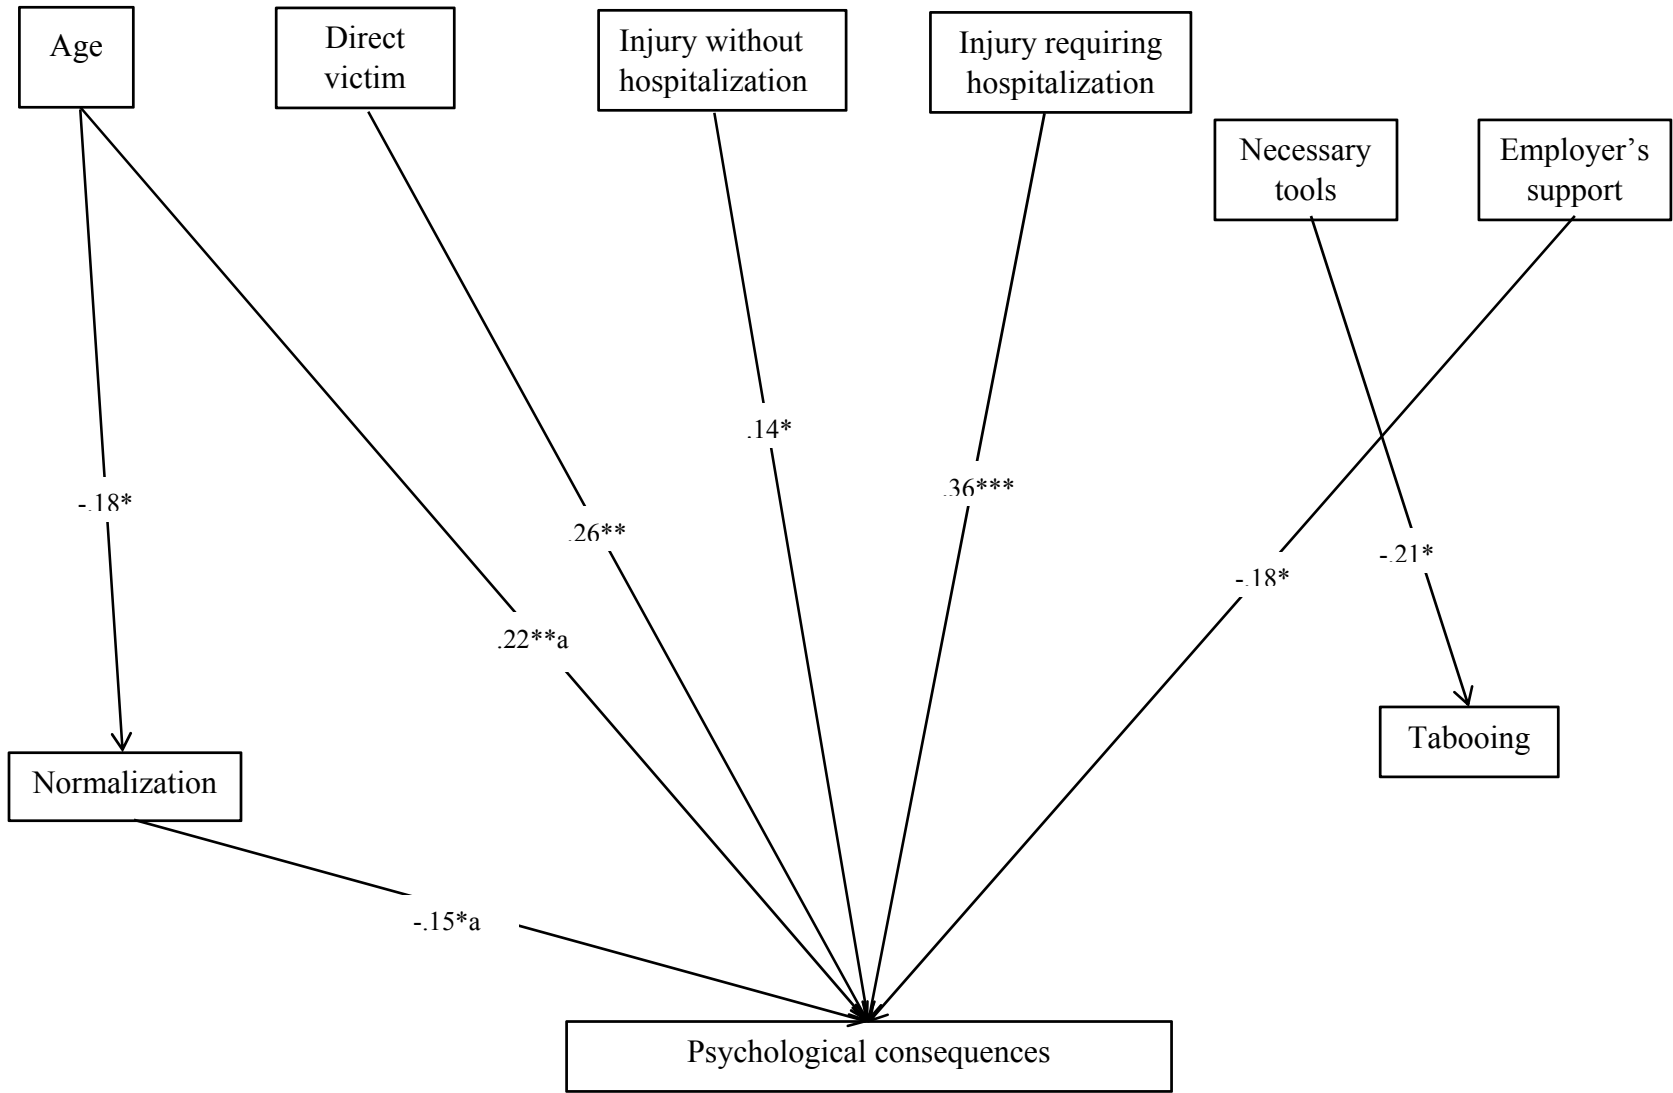 Age
Direct
victim
Injury without
hospitalization
Injury requiring
hospitalization
Necessary
tools
Employer’s
support
.14*
.36***
-.18*
.26**
-.21*
-.18*
.22**a
Tabooing
Normalization
-.15*a
Psychological consequences